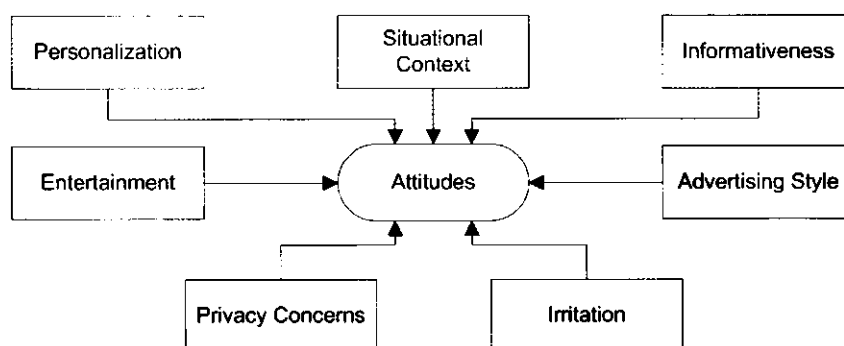 Personalization
Situational
Context
Informativeness
Entertainment
Attitudes
Advertising Style
Privacy Concerns
Irritation